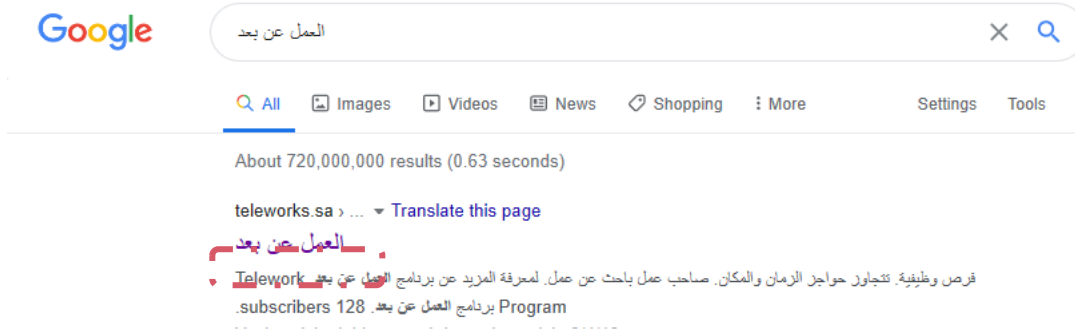 Google
العمل عن بعد
All Images Videos News Shopping More Settings Tools
About 720,000,000 results (0.63 seconds)
teleworks.sa › ... Translate this page
العمل عن بعد
فرص وظيفية. تتجاوز حواجز الزمان والمكان. صاحب عمل باحث عن عمل. لمعرفة المزيد عن برنامج العمل عن بعد Telework
Program برنامج العمل عن بعد. 128 subscribers.